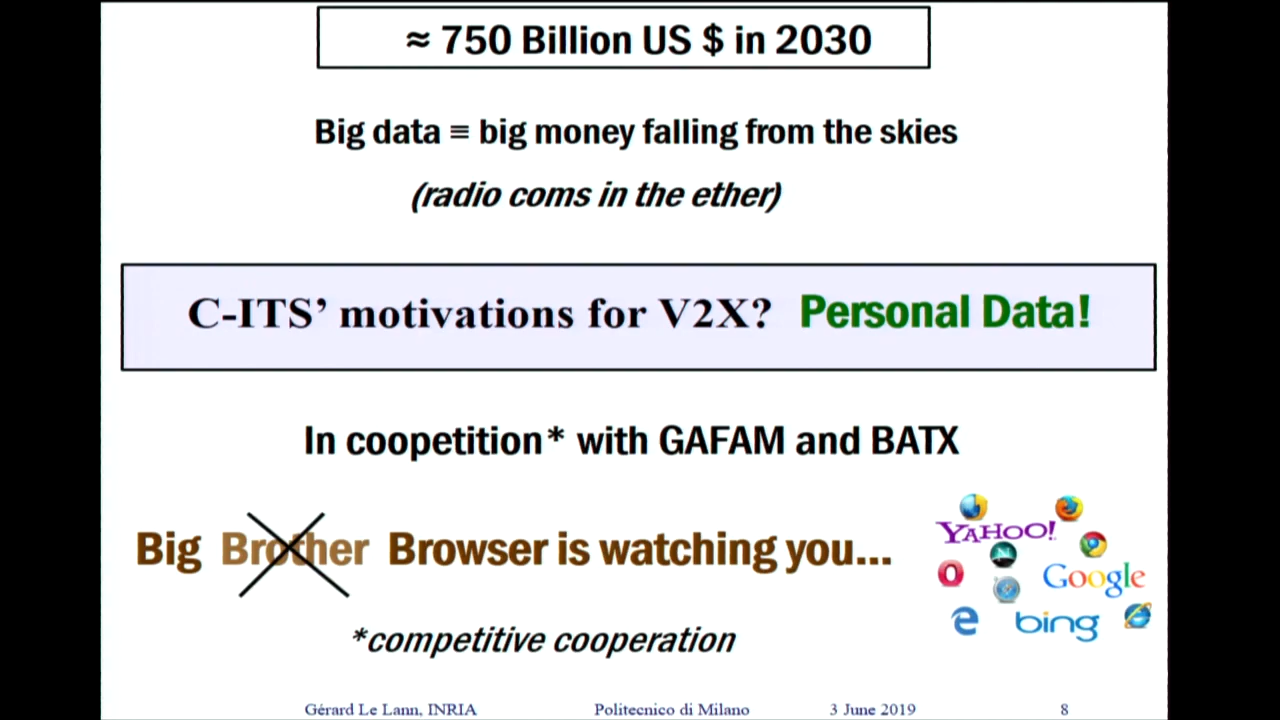 ≈ 750 Billion US $ in 2030
Big data ≡ big money falling from the skies
(radio coms in the ether)
C-ITS’ motivations for V2X? Personal Data!
In coopetition* with GAFAM and BATX
Big Brother Browser is watching you...
YAHOO!
Google
bing
*competitive cooperation
Gérard Le Lann, INRIA Politecnico di Milano 3 June 2019 8